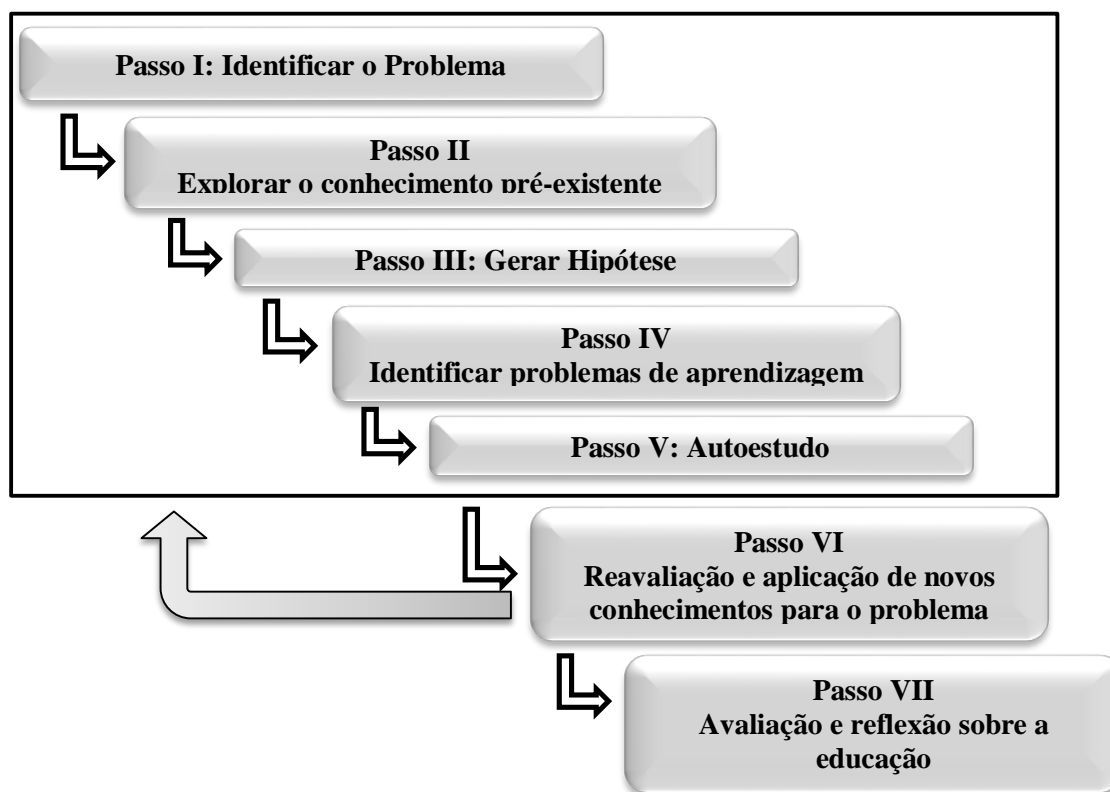 Passo I: Identificar o Problema
Passo II
Explorar o conhecimento pré-existente
Passo III: Gerar Hipótese
Passo IV
Identificar problemas de aprendizagem
Passo V: Autoestudo
Passo VI
Reavaliação e aplicação de novos
conhecimentos para o problema
Passo VII
Avaliação e reflexão sobre a
educação